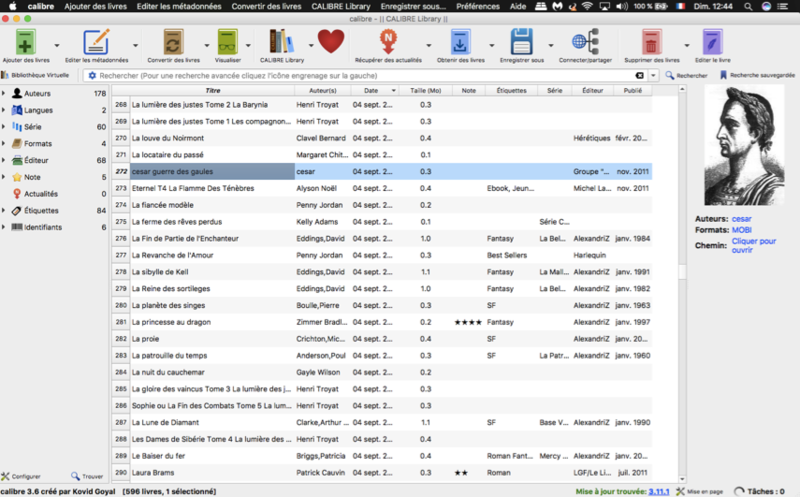 calibre Ajouter des livres Editer les métadonnées Convertir des livres CALIBRE Library Enregistrer sous... Préférences Aide 100 % Dim. 12:44
calibre - || CALIBRE Library ||
Ajouter des livres Editer les métadonnées Convertir des livres Visualiser CALIBRE Library Récupérer des actualités Obtenir des livres Enregistrer sous Connecter/partager Supprimer des livres Editer le livre
Bibliothèque Virtuelle Rechercher (Pour une recherche avancée cliquez l'icône engrenage sur la gauche) Rechercher Recherche sauvegardée
Auteurs 178
Langues 2
Série 60
Formats 4
Éditeur 68
Note 5
Actualités 0
Étiquettes 84
Identifiants 6
Titre Auteur(s) Date Taille (Mo) Note Étiquettes Série Éditeur Publié
268 La lumière des justes Tome 2 La Barynia Henri Troyat 04 sept. 2... 0.3
269 La lumière des justes Tome 1 Les compagnon... Henri Troyat 04 sept. 2... 0.3
270 La louve du Noirmont Clavel Bernard 04 sept. 2... 0.4 Hérétiques févr. 20...
271 La locataire du passé Margaret Chit... 04 sept. 2... 0.1
272 cesar guerre des gaules cesar 04 sept. 2... 0.3 Groupe "... nov. 2011
273 Eternel T4 La Flamme Des Ténèbres Alyson Noël 04 sept. 2... 0.4 Ebook, Jeun... Michel La... nov. 2011
274 La fiancée modèle Penny Jordan 04 sept. 2... 0.2
275 La ferme des rêves perdus Kelly Adams 04 sept. 2... 0.1 Série C...
276 La Fin de Partie de l'Enchanteur Eddings,David 04 sept. 2... 1.0 Fantasy La Bel... AlexandriZ janv. 1984
277 La Revanche de l'Amour Penny Jordan 04 sept. 2... 0.3 Best Sellers Harlequin
278 La sibylle de Kell Eddings,David 04 sept. 2... 1.1 Fantasy La Mal... AlexandriZ janv. 1991
279 La Reine des sortileges Eddings,David 04 sept. 2... 1.0 Fantasy La Bel... AlexandriZ janv. 1982
280 La planète des singes Boulle,Pierre 04 sept. 2... 0.3 SF AlexandriZ janv. 1963
281 La princesse au dragon Zimmer Bradl... 04 sept. 2... 0.2 ★★★★ Fantasy AlexandriZ janv. 1997
282 La proie Crichton,Mic... 04 sept. 2... 0.4 SF AlexandriZ janv. 20...
283 La patrouille du temps Anderson,Poul 04 sept. 2... 0.3 SF La Patr... AlexandriZ janv. 1960
284 La nuit du cauchemar Gayle Wilson 04 sept. 2... 0.2
285 La gloire des vaincus Tome 3 La lumière des j... Henri Troyat 04 sept. 2... 0.3
286 Sophie ou La Fin des Combats Tome 5 La lum... Henri Troyat 04 sept. 2... 0.3
287 La Lune de Diamant Clarke,Arthur ... 04 sept. 2... 1.1 SF Base V... AlexandriZ janv. 1990
288 Les Dames de Sibérie Tome 4 La lumière des ... Henri Troyat 04 sept. 2... 0.4
289 Le Baiser du fer Briggs,Patricia 04 sept. 2... 0.4 Roman Fant... Mercy ... AlexandriZ janv. 20...
290 Laura Brams Patrick Cauvin 04 sept. 2... 0.3 ★★ Roman LGF/Le Li... juil. 2011
Auteurs: cesar
Formats: MOBI
Chemin: Cliquer pour
ouvrir
Configurer Trouver
calibre 3.6 créé par Kovid Goyal [596 livres, 1 sélectionné] Mise à jour trouvée: 3.11.1 Mise en page Tâches : 0